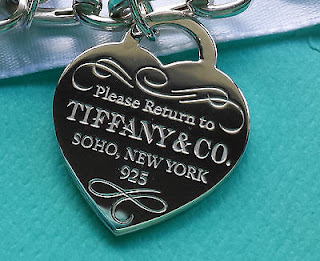 Please Return to
TIFFANY & CO.
SOHO, NEW YORK
925